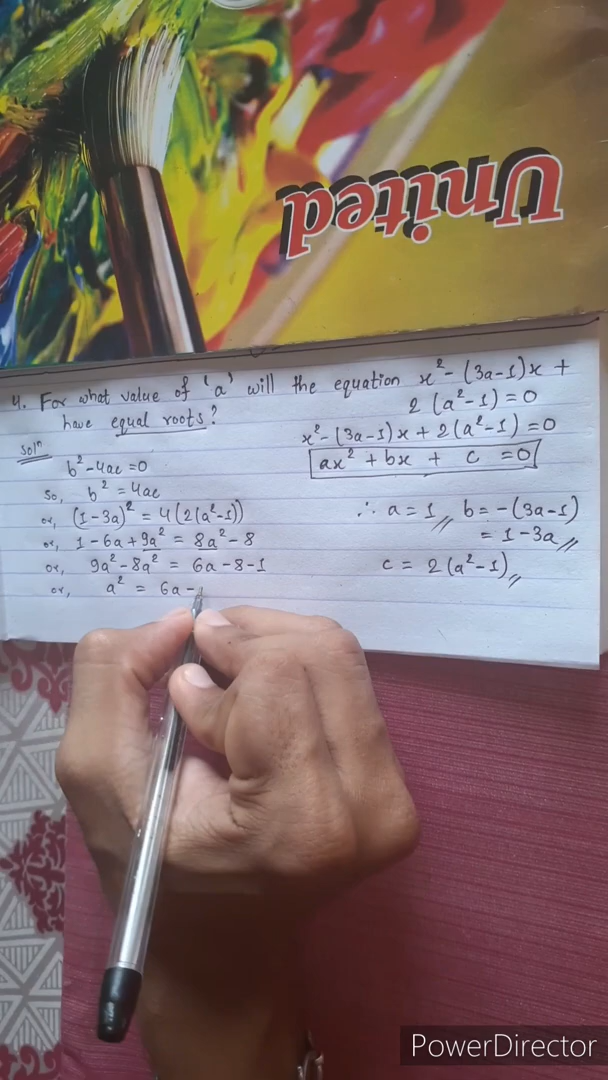 United
4. For what value of 'a' will the equation x² - (3a-1)x +
2(a²-1) = 0
have equal roots?
Solⁿ
x² - (3a-1)x + 2(a²-1) = 0
ax² + bx + c = 0
b² - 4ac = 0
So, b² = 4ac
or, (1-3a)² = 4(2(a²-1))
or, 1 - 6a + 9a² = 8a² - 8
or, 9a² - 8a² = 6a - 8 - 1
or, a² = 6a -
∴ a = 1,, b = -(3a-1)
= 1 - 3a,,
c = 2(a²-1),,
PowerDirector